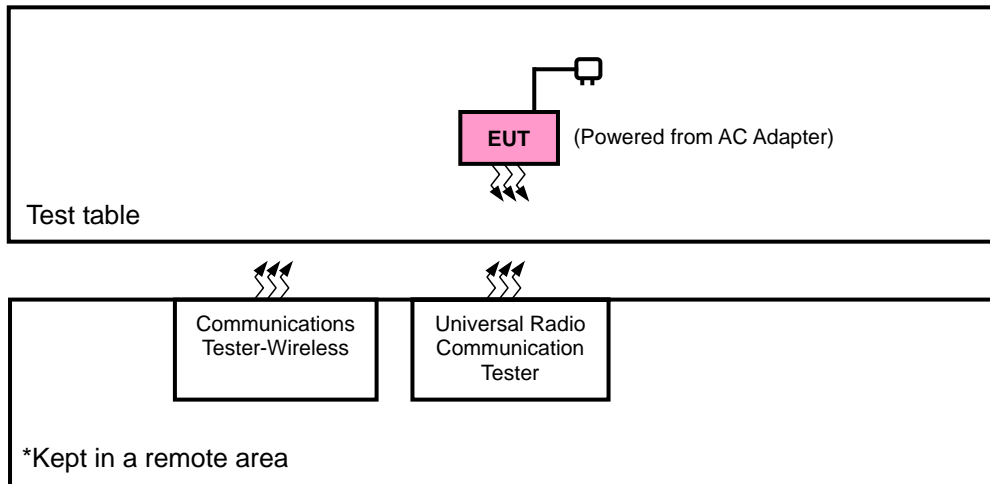 EUT
(Powered from AC Adapter)
Test table
Communications
Tester-Wireless
Universal Radio
Communication
Tester
*Kept in a remote area